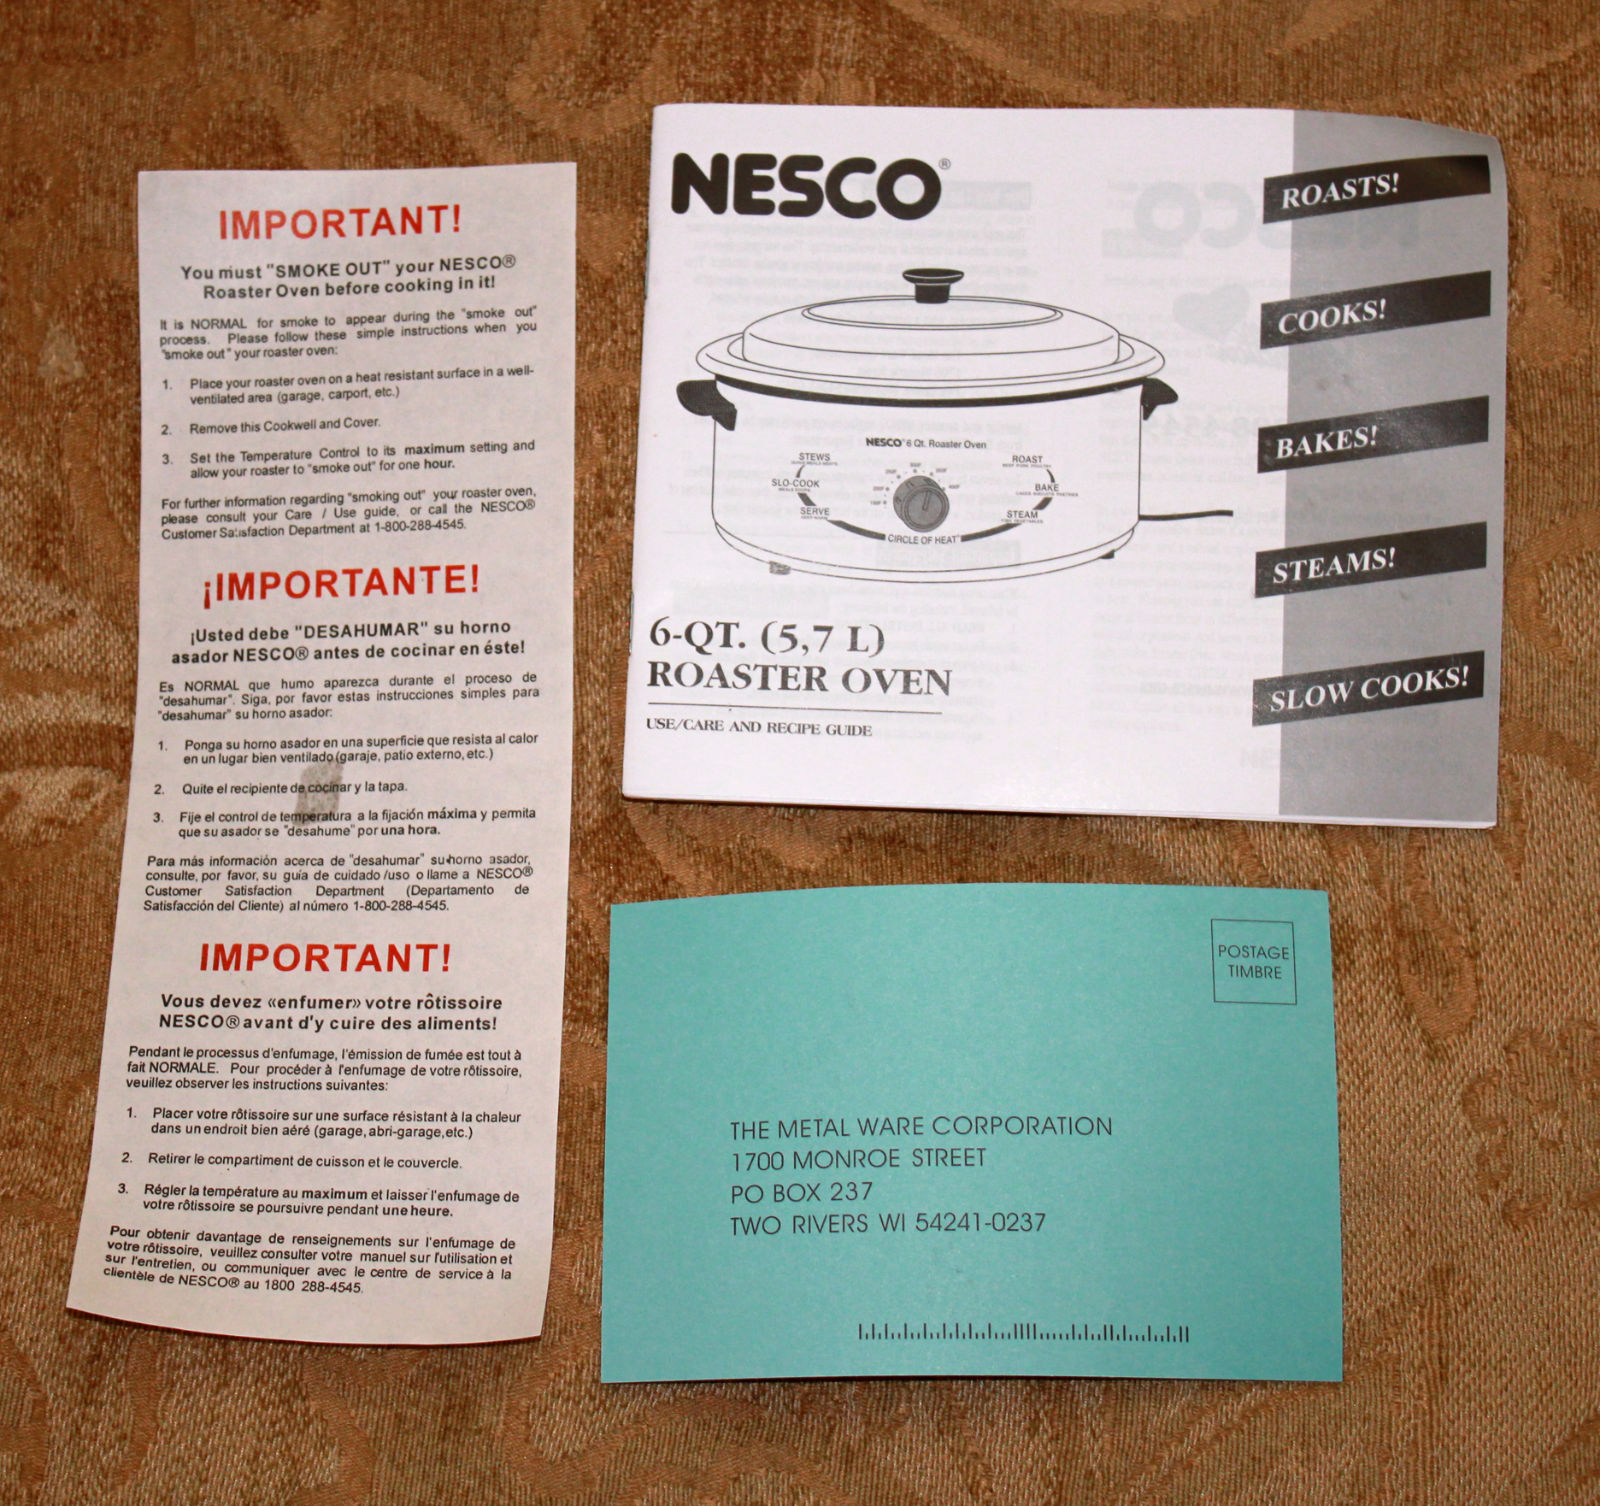 IMPORTANT!
You must "SMOKE OUT" your NESCO®
Roaster Oven before cooking in it!
It is NORMAL for smoke to appear during the "smoke out"
process. Please follow these simple instructions when you
"smoke out" your roaster oven:
1. Place your roaster oven on a heat resistant surface in a well-
ventilated area (garage, carport, etc.)
2. Remove this Cookwell and Cover.
3. Set the Temperature Control to its maximum setting and
allow your roaster to "smoke out" for one hour.
For further information regarding "smoking out" your roaster oven,
please consult your Care / Use guide, or call the NESCO®
Customer Satisfaction Department at 1-800-288-4545.
¡IMPORTANTE!
¡Usted debe "DESAHUMAR" su horno
asador NESCO® antes de cocinar en éste!
Es NORMAL que humo aparezca durante el proceso de
"desahumar". Siga, por favor estas instrucciones simples para
"desahumar" su horno asador:
1. Ponga su horno asador en una superficie que resista al calor
en un lugar bien ventilado (garaje, patio externo, etc.)
2. Quite el recipiente de cocinar y la tapa.
3. Fije el control de temperatura a la fijación máxima y permita
que su asador se "desahume" por una hora.
Para más información acerca de "desahumar" su horno asador,
consulte, por favor, su guía de cuidado /uso o llame a NESCO®
Customer Satisfaction Department (Departamento de
Satisfacción del Cliente) al número 1-800-288-4545.
IMPORTANT!
Vous devez «enfumer» votre rôtissoire
NESCO® avant d'y cuire des aliments!
Pendant le processus d'enfumage, l'émission de fumée est tout à
fait NORMALE. Pour procéder à l'enfumage de votre rôtissoire,
veuillez observer les instructions suivantes:
1. Placer votre rôtissoire sur une surface résistant à la chaleur
dans un endroit bien aéré (garage, abri-garage, etc.)
2. Retirer le compartiment de cuisson et le couvercle.
3. Régler la température au maximum et laisser l'enfumage de
votre rôtissoire se poursuivre pendant une heure.
Pour obtenir davantage de renseignements sur l'enfumage de
votre rôtissoire, veuillez consulter votre manuel sur l'utilisation et
sur l'entretien, ou communiquer avec le centre de service à la
clientèle de NESCO® au 1800 288-4545.
NESCO®
NESCO® 6 Qt. Roaster Oven
STEWS
SLO-COOK
SERVE
ROAST
BAKE
STEAM
CIRCLE OF HEAT
6-QT. (5,7 L)
ROASTER OVEN
USE/CARE AND RECIPE GUIDE
ROASTS!
COOKS!
BAKES!
STEAMS!
SLOW COOKS!
POSTAGE
TIMBRE
THE METAL WARE CORPORATION
1700 MONROE STREET
PO BOX 237
TWO RIVERS WI 54241-0237